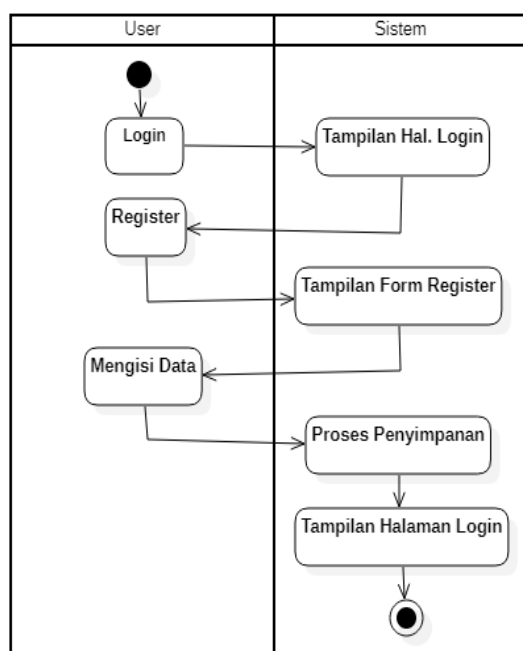 User
Sistem
Login
Tampilan Hal. Login
Register
Tampilan Form Register
Mengisi Data
Proses Penyimpanan
Tampilan Halaman Login